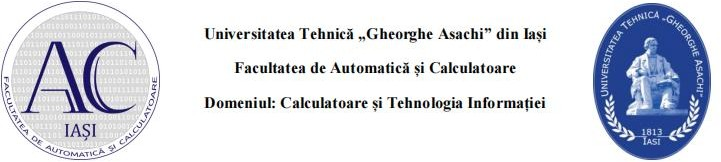 AC
IAȘI
FACULTATEA DE AUTOMATICĂ ȘI CALCULATOARE
Universitatea Tehnică „Gheorghe Asachi” din Iași
Facultatea de Automatică și Calculatoare
Domeniul: Calculatoare și Tehnologia Informației
UNIVERSITATEA TEHNICĂ „GHEORGHE ASACHI”
1813
IASI